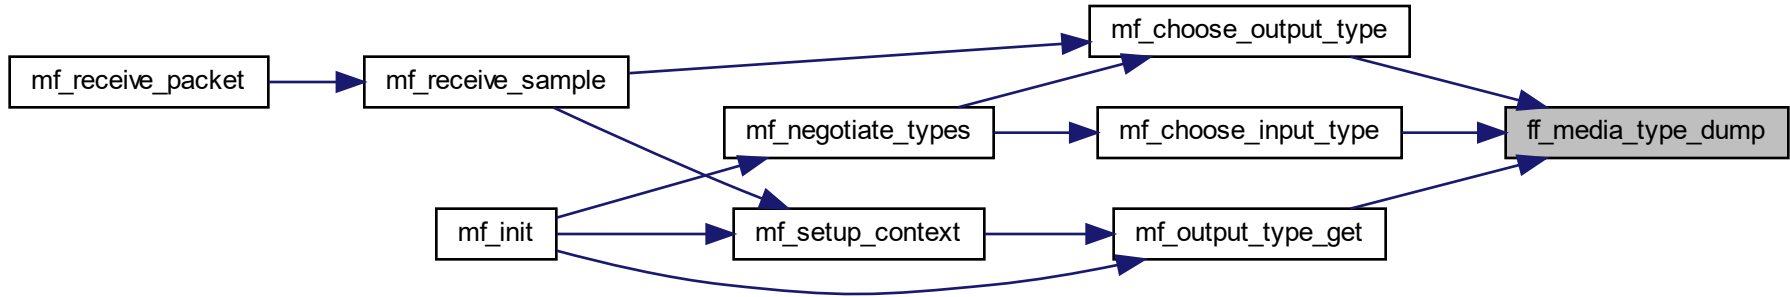 mf_choose_output_type
mf_receive_packet
mf_receive_sample
mf_negotiate_types
mf_choose_input_type
ff_media_type_dump
mf_init
mf_setup_context
mf_output_type_get